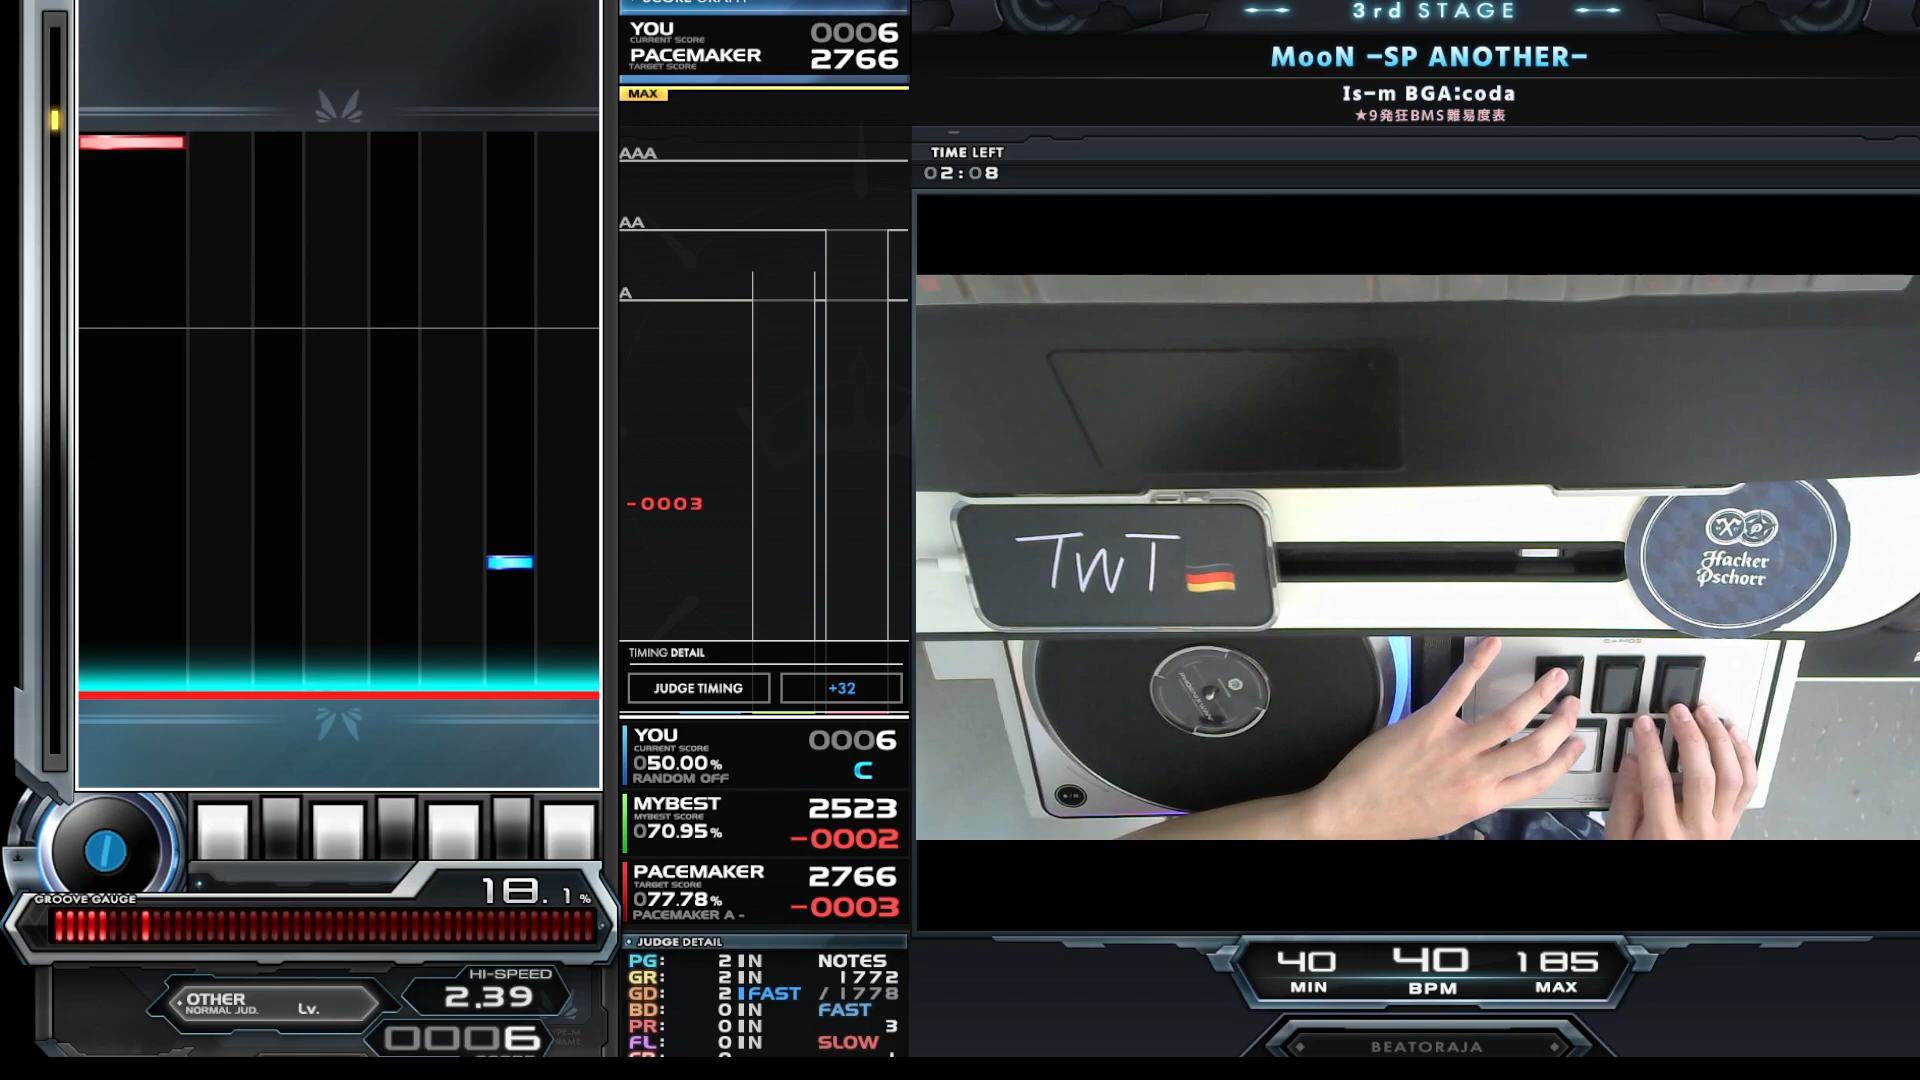 YOU 0006
CURRENT SCORE
PACEMAKER 2766
TARGET SCORE
MAX
AAA
AA
A
-0003
TIMING DETAIL
JUDGE TIMING +32
YOU 0006
CURRENT SCORE
050.00% C
RANDOM OFF
MYBEST 2523
MYBEST SCORE
070.95% -0002
PACEMAKER 2766
TARGET SCORE
077.78% -0003
PACEMAKER A -
JUDGE DETAIL
PG: 2 IN NOTES
GR: 2 IN 1772
GD: 2 1FAST /1778
BD: 0 IN FAST
PR: 0 IN 3
FL: 0 IN SLOW
18.1%
GROOVE GAUGE
HI-SPEED
2.39
OTHER
NORMAL JUD. Lv.
0006
3rd STAGE
MooN -SP ANOTHER-
Is-m BGA:coda
★9発狂BMS難易度表
TIME LEFT
02:08
TWT
Hacker
Pschorr
40 40 185
MIN BPM MAX
BEATORAJA